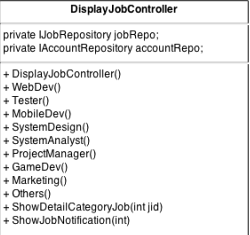 DisplayJobController
private IJobRepository jobRepo;
private IAccountRepository accountRepo;
+ DisplayJobController()
+ WebDev()
+ Tester()
+ MobileDev()
+ SystemDesign()
+ SystemAnalyst()
+ ProjectManager()
+ GameDev()
+ Marketing()
+ Others()
+ ShowDetailCategoryJob(int jid)
+ ShowJobNotification(int)